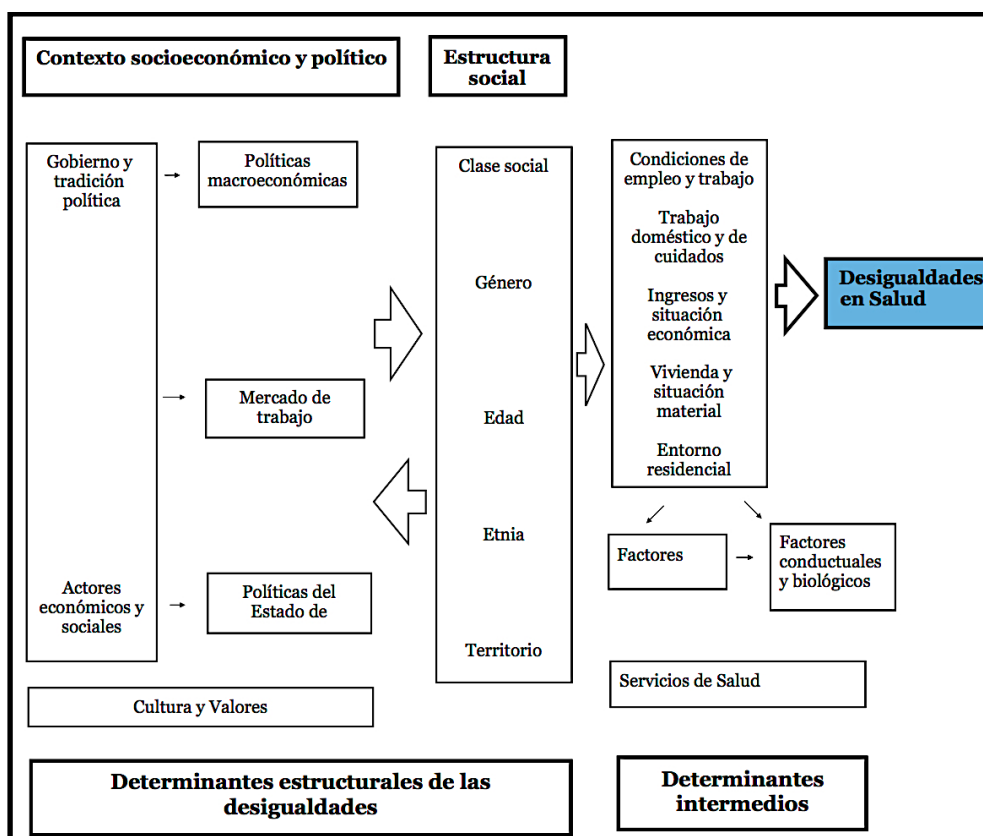 Contexto socioeconómico y político
Estructura
social
Gobierno y
tradición
política
Políticas
macroeconómicas
Mercado de
trabajo
Actores
económicos y
sociales
Políticas del
Estado de
Cultura y Valores
Clase social
Género
Edad
Etnia
Territorio
Condiciones de
empleo y trabajo
Trabajo
doméstico y de
cuidados
Ingresos y
situación
económica
Vivienda y
situación
material
Entorno
residencial
Factores
Factores
conductuales
y biológicos
Servicios de Salud
Desigualdades
en Salud
Determinantes estructurales de las
desigualdades
Determinantes
intermedios